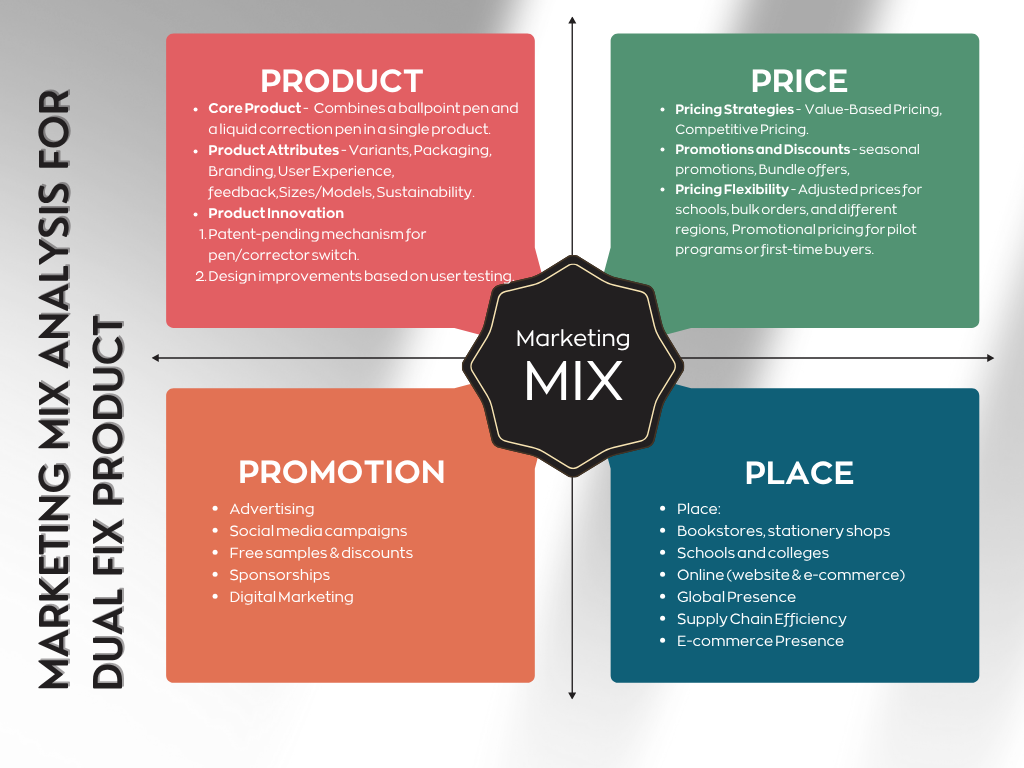 MARKETING MIX ANALYSIS FOR
DUAL FIX PRODUCT
PRODUCT
• Core Product - Combines a ballpoint pen and
a liquid correction pen in a single product.
• Product Attributes - Variants, Packaging,
Branding, User Experience,
feedback,Sizes/Models, Sustainability.
• Product Innovation
1. Patent-pending mechanism for
pen/corrector switch.
2. Design improvements based on user testing.
PRICE
• Pricing Strategies - Value-Based Pricing,
Competitive Pricing.
• Promotions and Discounts - seasonal
promotions, Bundle offers,
• Pricing Flexibility - Adjusted prices for
schools, bulk orders, and different
regions, Promotional pricing for pilot
programs or first-time buyers.
Marketing
MIX
PROMOTION
• Advertising
• Social media campaigns
• Free samples & discounts
• Sponsorships
• Digital Marketing
PLACE
• Place:
• Bookstores, stationery shops
• Schools and colleges
• Online (website & e-commerce)
• Global Presence
• Supply Chain Efficiency
• E-commerce Presence